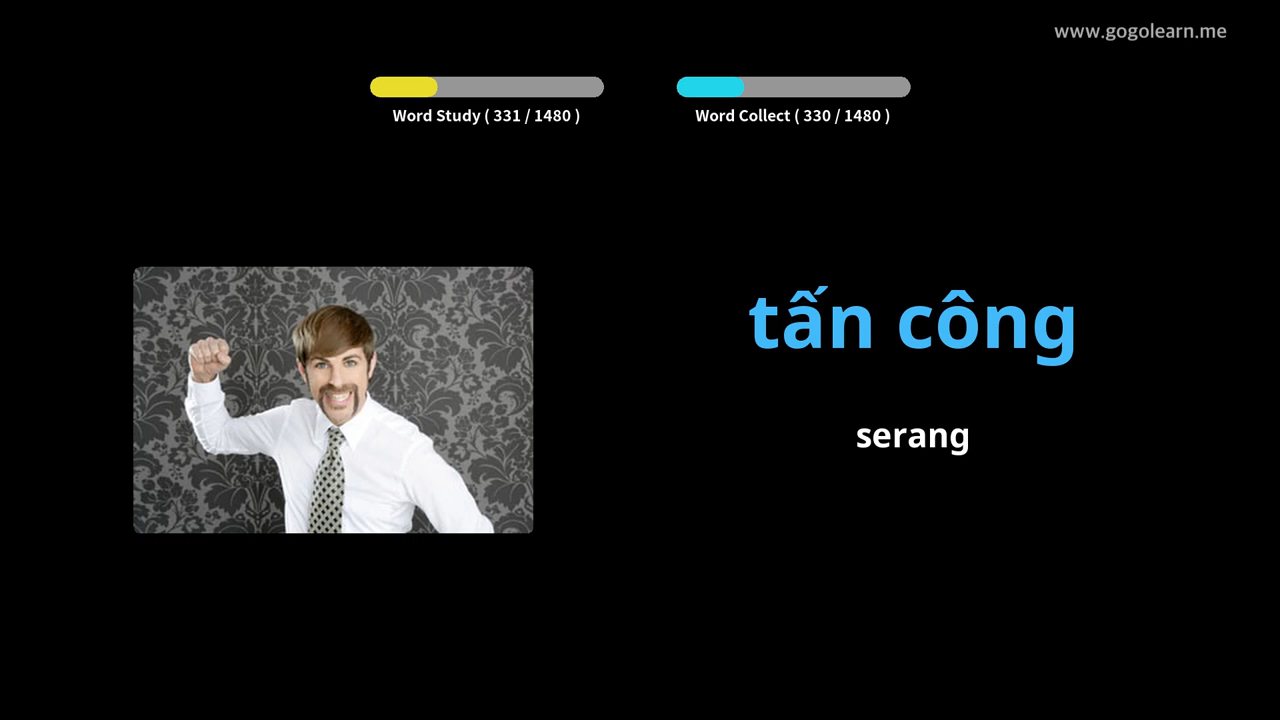 www.gogolearn.me
Word Study ( 331 / 1480 )
Word Collect ( 330 / 1480 )
tấn công
serang